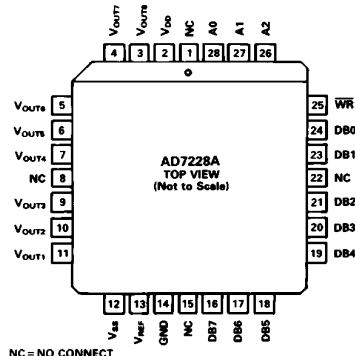 VOUT7 VOUT8 VDD NC A0 A1 A2
4 3 2 1 28 27 26
VOUT6 5
VOUT5 6
VOUT4 7
NC 8
VOUT3 9
VOUT2 10
VOUT1 11
AD7228A
TOP VIEW
(Not to Scale)
25 WR
24 DB0
23 DB1
22 NC
21 DB2
20 DB3
19 DB4
12 13 14 15 16 17 18
VSS VREF GND NC DB7 DB6 DB5
NC = NO CONNECT